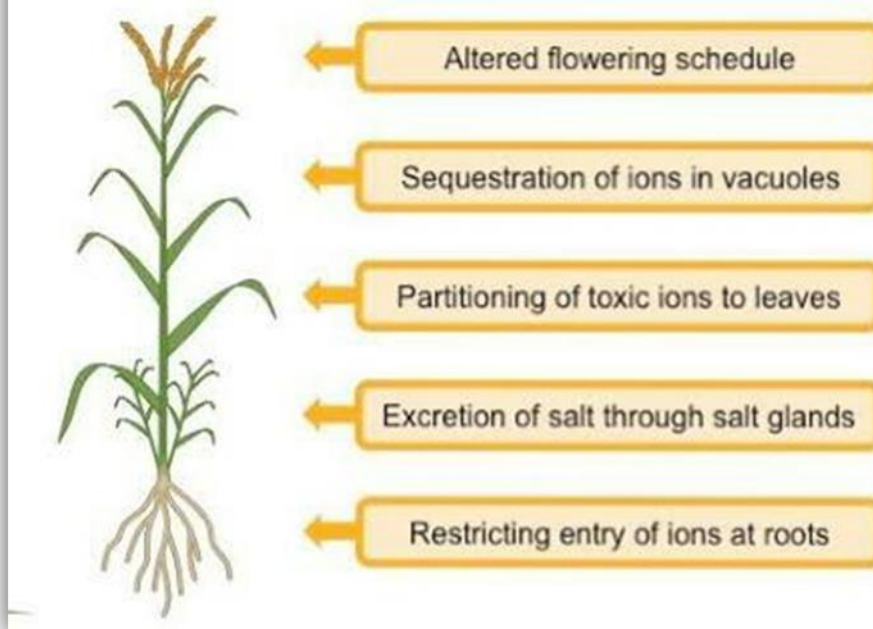 Altered flowering schedule
Sequestration of ions in vacuoles
Partitioning of toxic ions to leaves
Excretion of salt through salt glands
Restricting entry of ions at roots